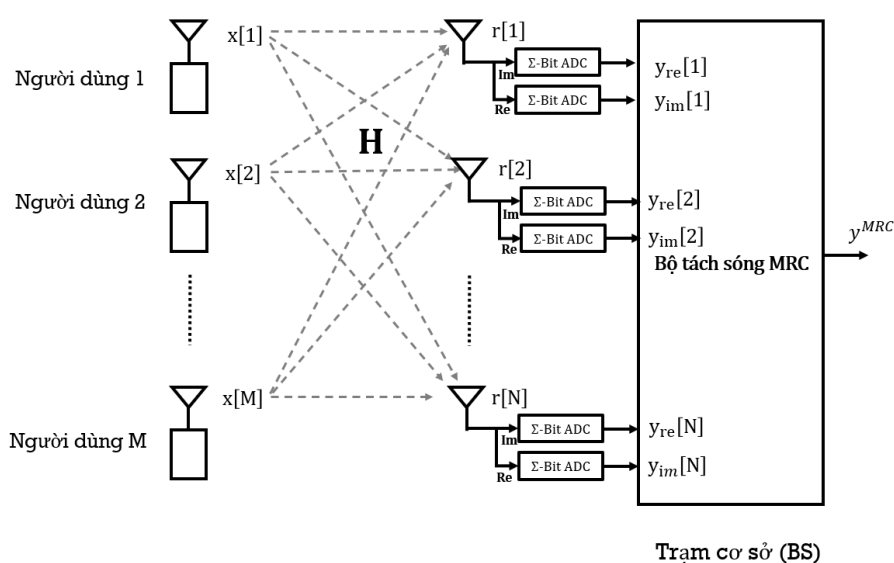 x[1]
r[1]
Người dùng 1
Im
Σ-Bit ADC
y_re[1]
Re
Σ-Bit ADC
y_im[1]
H
x[2]
r[2]
Người dùng 2
Im
Σ-Bit ADC
y_re[2]
Re
Σ-Bit ADC
y_im[2]
y^MRC
Bộ tách sóng MRC
x[M]
r[N]
Người dùng M
Im
Σ-Bit ADC
y_re[N]
Re
Σ-Bit ADC
y_im[N]
Trạm cơ sở (BS)